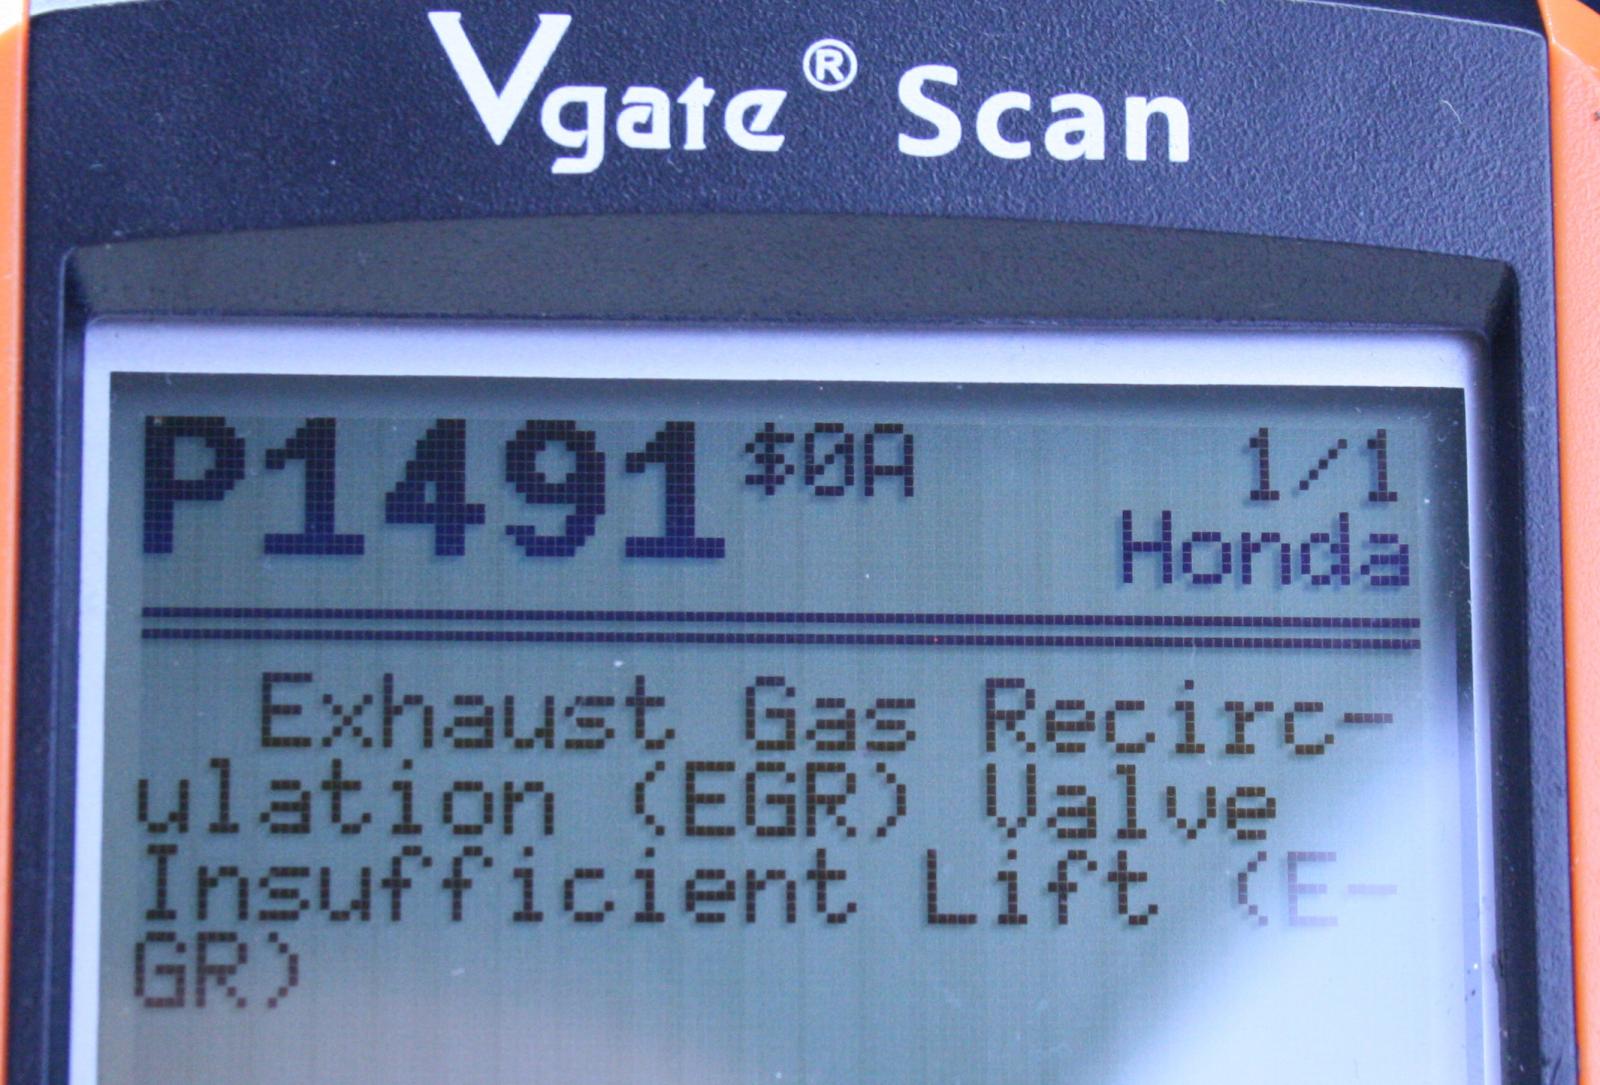 Vgate® Scan
P1491 $0A 1/1
Honda
Exhaust Gas Recirc-
ulation (EGR) Valve
Insufficient Lift (E-
GR)